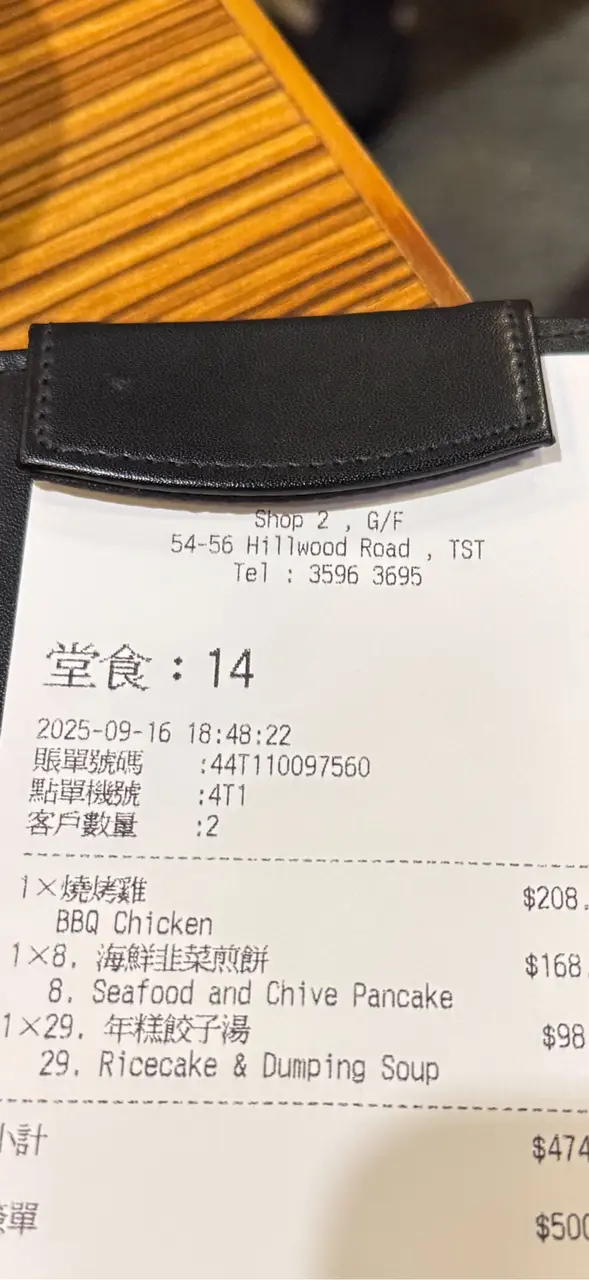 Shop 2 , G/F
54-56 Hillwood Road , TST
Tel : 3596 3695
堂食：14
2025-09-16 18:48:22
賬單號碼 :44T110097560
點單機號 :4T1
客戶數量 :2
1×燒烤雞 $208.
BBQ Chicken
1×8. 海鮮韭菜煎餅 $168
8. Seafood and Chive Pancake
1×29. 年糕餃子湯 $98
29. Ricecake & Dumping Soup
小計 $474
單 $500